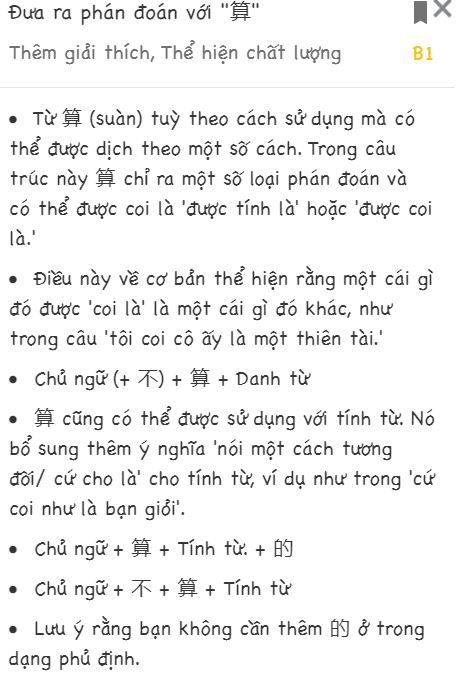 Đưa ra phán đoán với "算"
Thêm giải thích, Thể hiện chất lượng B1
• Từ 算 (suàn) tuỳ theo cách sử dụng mà có
thể được dịch theo một số cách. Trong câu
trúc này 算 chỉ ra một số loại phán đoán và
có thể được coi là 'được tính là' hoặc 'được coi
là.'
• Điều này về cơ bản thể hiện rằng một cái gì
đó được 'coi là' là một cái gì đó khác, như
trong câu 'tôi coi cô ấy là một thiên tài.'
• Chủ ngữ (+ 不) + 算 + Danh từ
• 算 cũng có thể được sử dụng với tính từ. Nó
bổ sung thêm ý nghĩa 'nói một cách tương
đối/ cứ cho là' cho tính từ, ví dụ như trong 'cứ
coi như là bạn giỏi'.
• Chủ ngữ + 算 + Tính từ. + 的
• Chủ ngữ + 不 + 算 + Tính từ
• Lưu ý rằng bạn không cần thêm 的 ở trong
dạng phủ định.